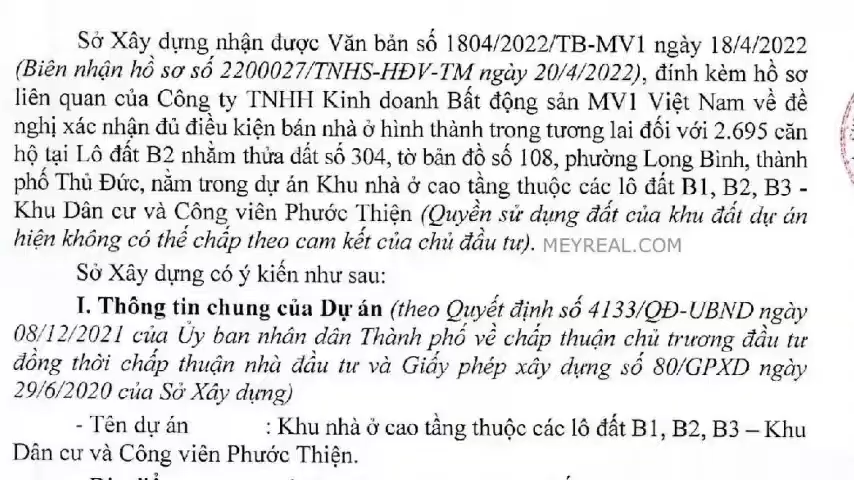 Sở Xây dựng nhận được Văn bản số 1804/2022/TB-MV1 ngày 18/4/2022
(Biên nhận hồ sơ số 2200027/TNHS-HĐV-TM ngày 20/4/2022), đính kèm hồ sơ
liên quan của Công ty TNHH Kinh doanh Bất động sản MV1 Việt Nam về đề
nghị xác nhận đủ điều kiện bán nhà ở hình thành trong tương lai đối với 2.695 căn
hộ tại Lô đất B2 nhằm thửa đất số 304, tờ bản đồ số 108, phường Long Bình, thành
phố Thủ Đức, nằm trong dự án Khu nhà ở cao tầng thuộc các lô đất B1, B2, B3 -
Khu Dân cư và Công viên Phước Thiện (Quyền sử dụng đất của khu đất dự án
hiện không có thế chấp theo cam kết của chủ đầu tư). MEYREAL.COM
Sở Xây dựng có ý kiến như sau:
I. Thông tin chung của Dự án (theo Quyết định số 4133/QĐ-UBND ngày
08/12/2021 của Ủy ban nhân dân Thành phố về chấp thuận chủ trương đầu tư
đồng thời chấp thuận nhà đầu tư và Giấy phép xây dựng số 80/GPXD ngày
29/6/2020 của Sở Xây dựng)
- Tên dự án : Khu nhà ở cao tầng thuộc các lô đất B1, B2, B3 – Khu
Dân cư và Công viên Phước Thiện.